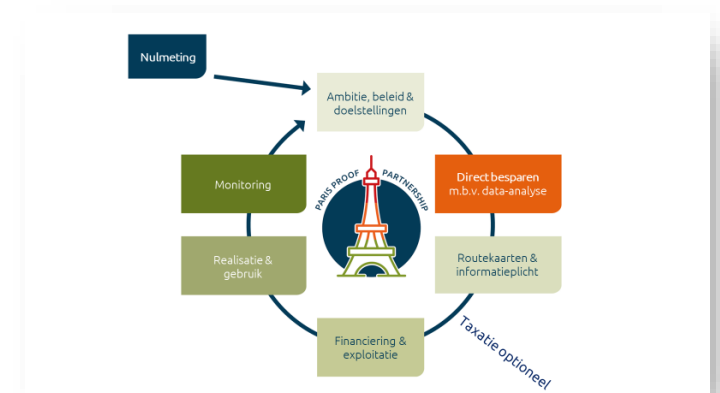 Nulmeting
Ambitie, beleid &
doelstellingen
Direct besparen
m.b.v. data-analyse
Routekaarten &
informatieplicht
Taxatie optioneel
Financiering &
exploitatie
Realisatie &
gebruik
Monitoring
PARIS PROOF PARTNERSHIP